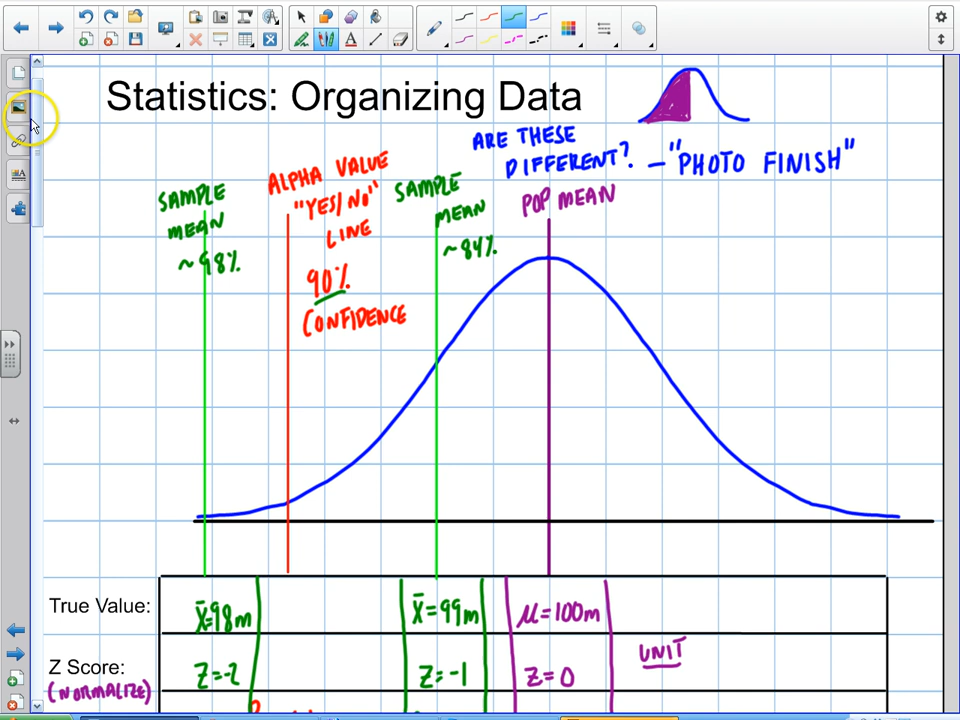 Statistics: Organizing Data
ARE THESE
DIFFERENT? - "PHOTO FINISH"
SAMPLE
MEAN
~98%
ALPHA VALUE
"YES/NO"
LINE
90%
CONFIDENCE
SAMPLE
MEAN
~84%
POP MEAN
True Value:
X̄=98m
X̄=99m
μ=100m
Z Score:
(NORMALIZE)
Z=-2
Z=-1
Z=0
UNIT